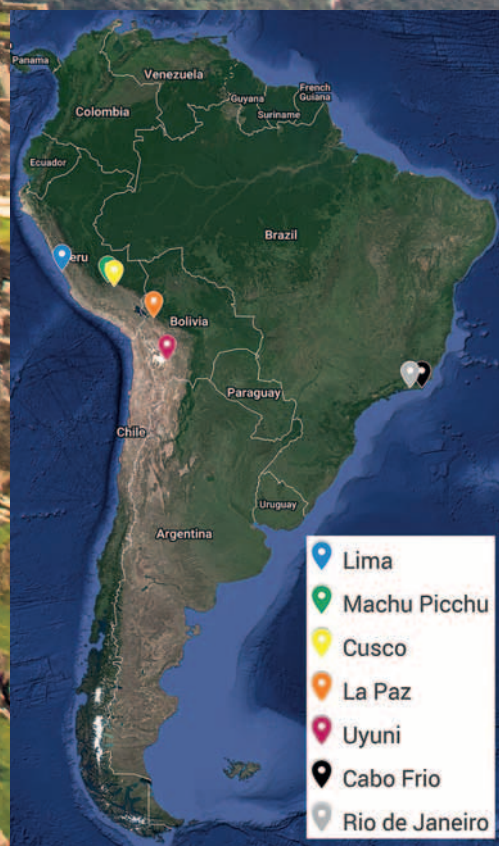 Panama
Venezuela
Guyana
French
Guiana
Suriname
Colombia
Ecuador
Brazil
eru
Bolivia
Paraguay
Chile
Uruguay
Argentina
Lima
Machu Picchu
Cusco
La Paz
Uyuni
Cabo Frio
Rio de Janeiro